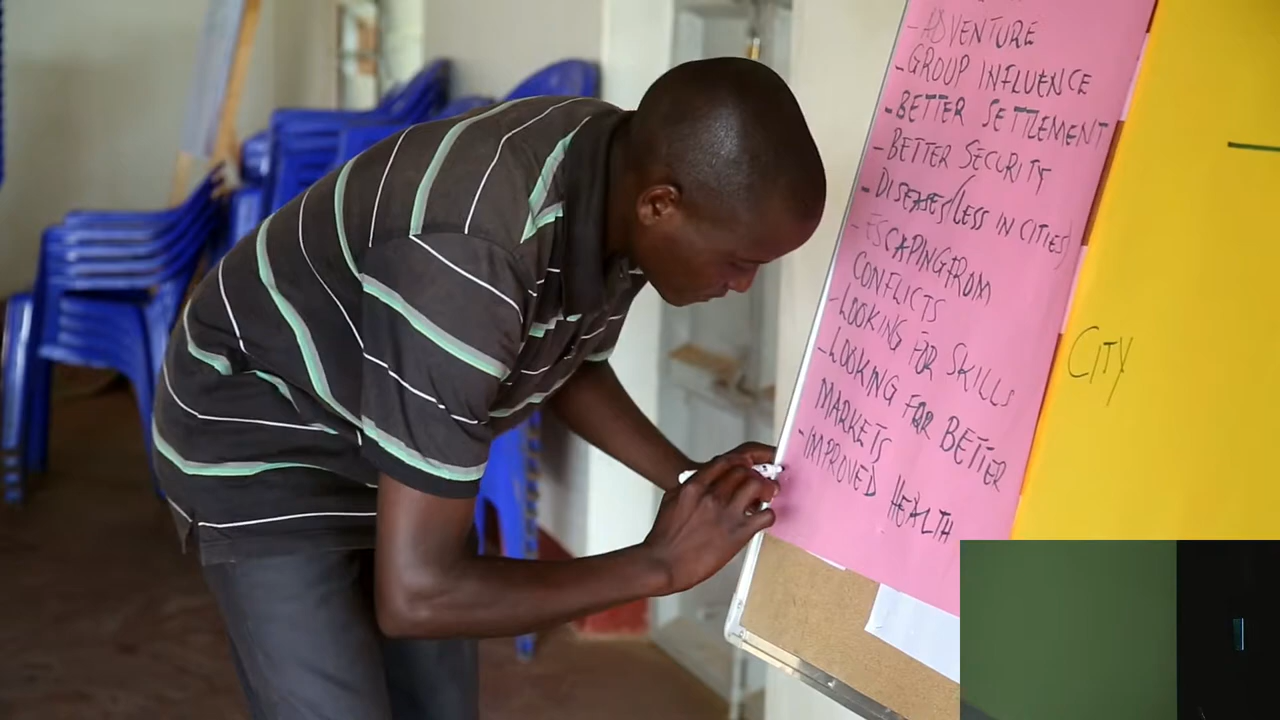 - ADVENTURE
- GROUP INFLUENCE
- BETTER SETTLEMENT
- BETTER SECURITY
- DISEASES (LESS IN CITIES)
- ESCAPING FROM
CONFLICTS
- LOOKING FOR SKILLS
- LOOKING FOR BETTER
MARKETS
- IMPROVED HEALTH
CITY